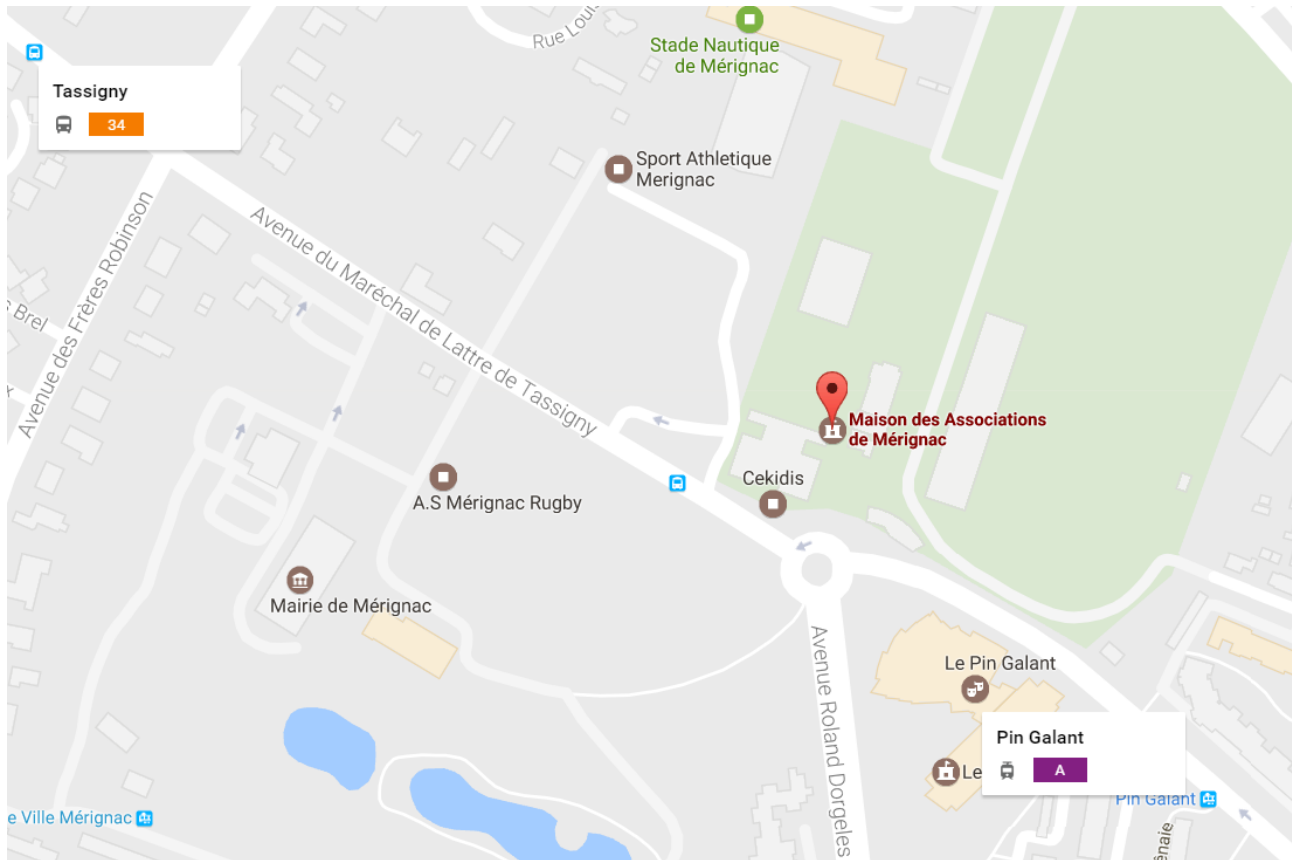 Rue Loui
Stade Nautique
de Mérignac
Tassigny
34
Sport Athletique
Merignac
Avenue du Maréchal de Lattre de Tassigny
Avenue des Frères Robinson
Brel
Maison des Associations
de Mérignac
Cekidis
A.S Mérignac Rugby
Mairie de Mérignac
Avenue Roland Dorgeles
Le Pin Galant
Pin Galant
A
Le
Pin Galant
e Ville Mérignac
énaie